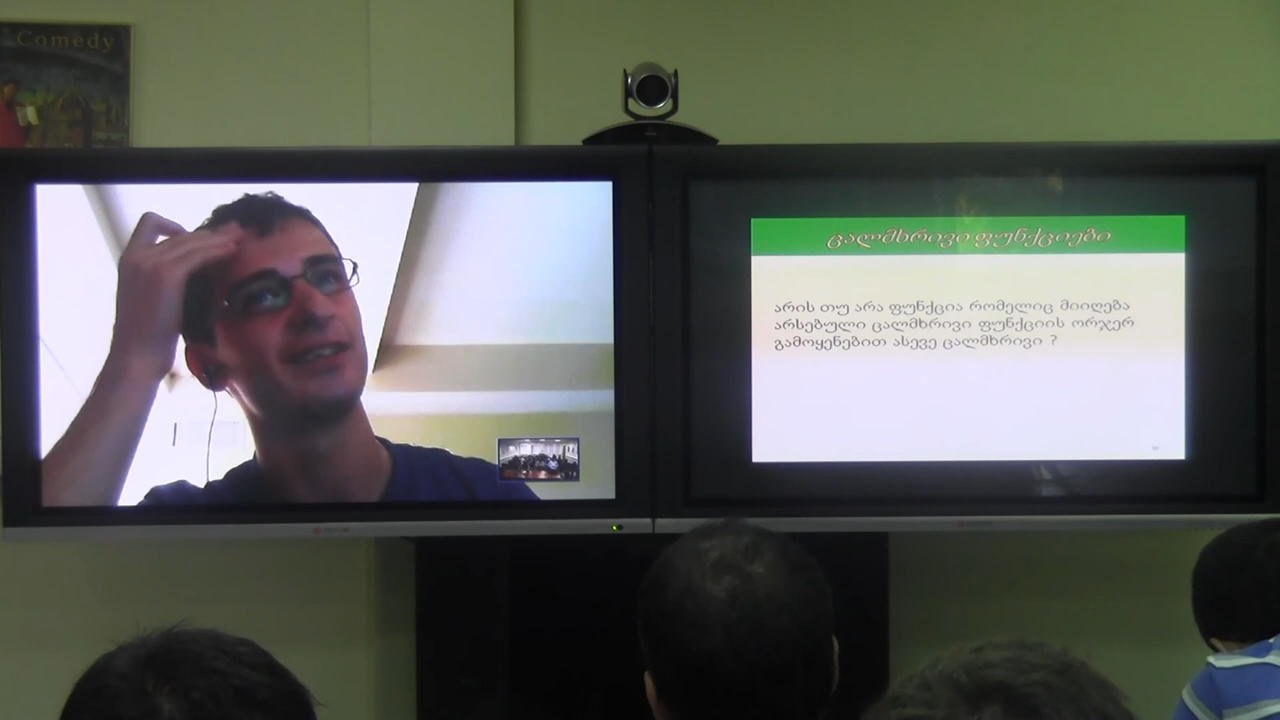 Comedy
ცალმხრივი ფუნქციები
არის თუ არა ფუნქცია რომელიც მიიღება
არსებული ცალმხრივი ფუნქციის ორჯერ
გამოყენებით ასევე ცალმხრივი ?